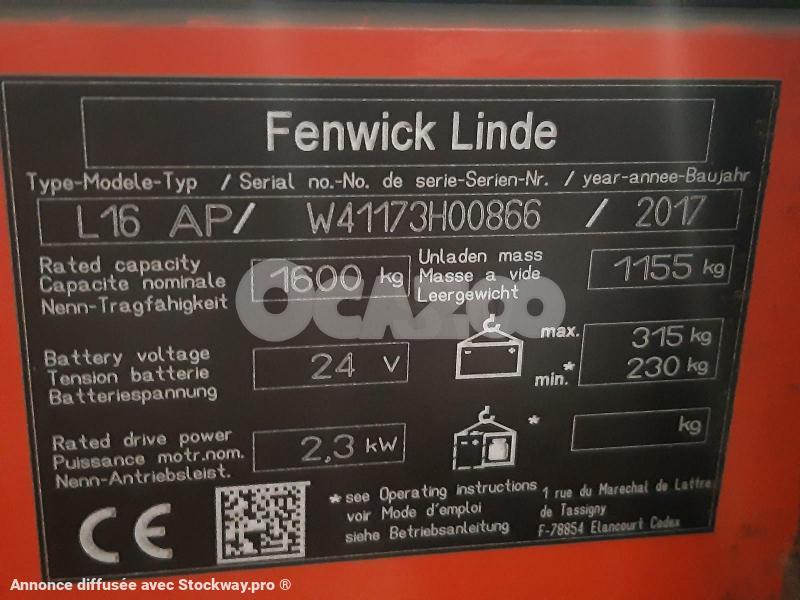 Fenwick Linde
Type-Modele-Typ / Serial no.-No. de serie-Serien-Nr. / year-annee-Baujahr
L16 AP/ W41173H00866 / 2017
Rated capacity
Capacite nominale
Nenn-Tragfähigkeit
1600 kg
Unladen mass
Masse a vide
Leergewicht
1155 kg
OCAZOO
Battery voltage
Tension batterie
Batteriespannung
24 V
max. 315 kg
min.* 230 kg
Rated drive power
Puissance motr.nom.
Nenn-Antriebsleist.
2,3 kW
* kg
CE
*see Operating instructions
voir Mode d'emploi
siehe Betriebsanleitung
1 rue du Marechal de Lattre
de Tassigny
F-78854 Elancourt Cedex
Annonce diffusée avec Stockway.pro ®